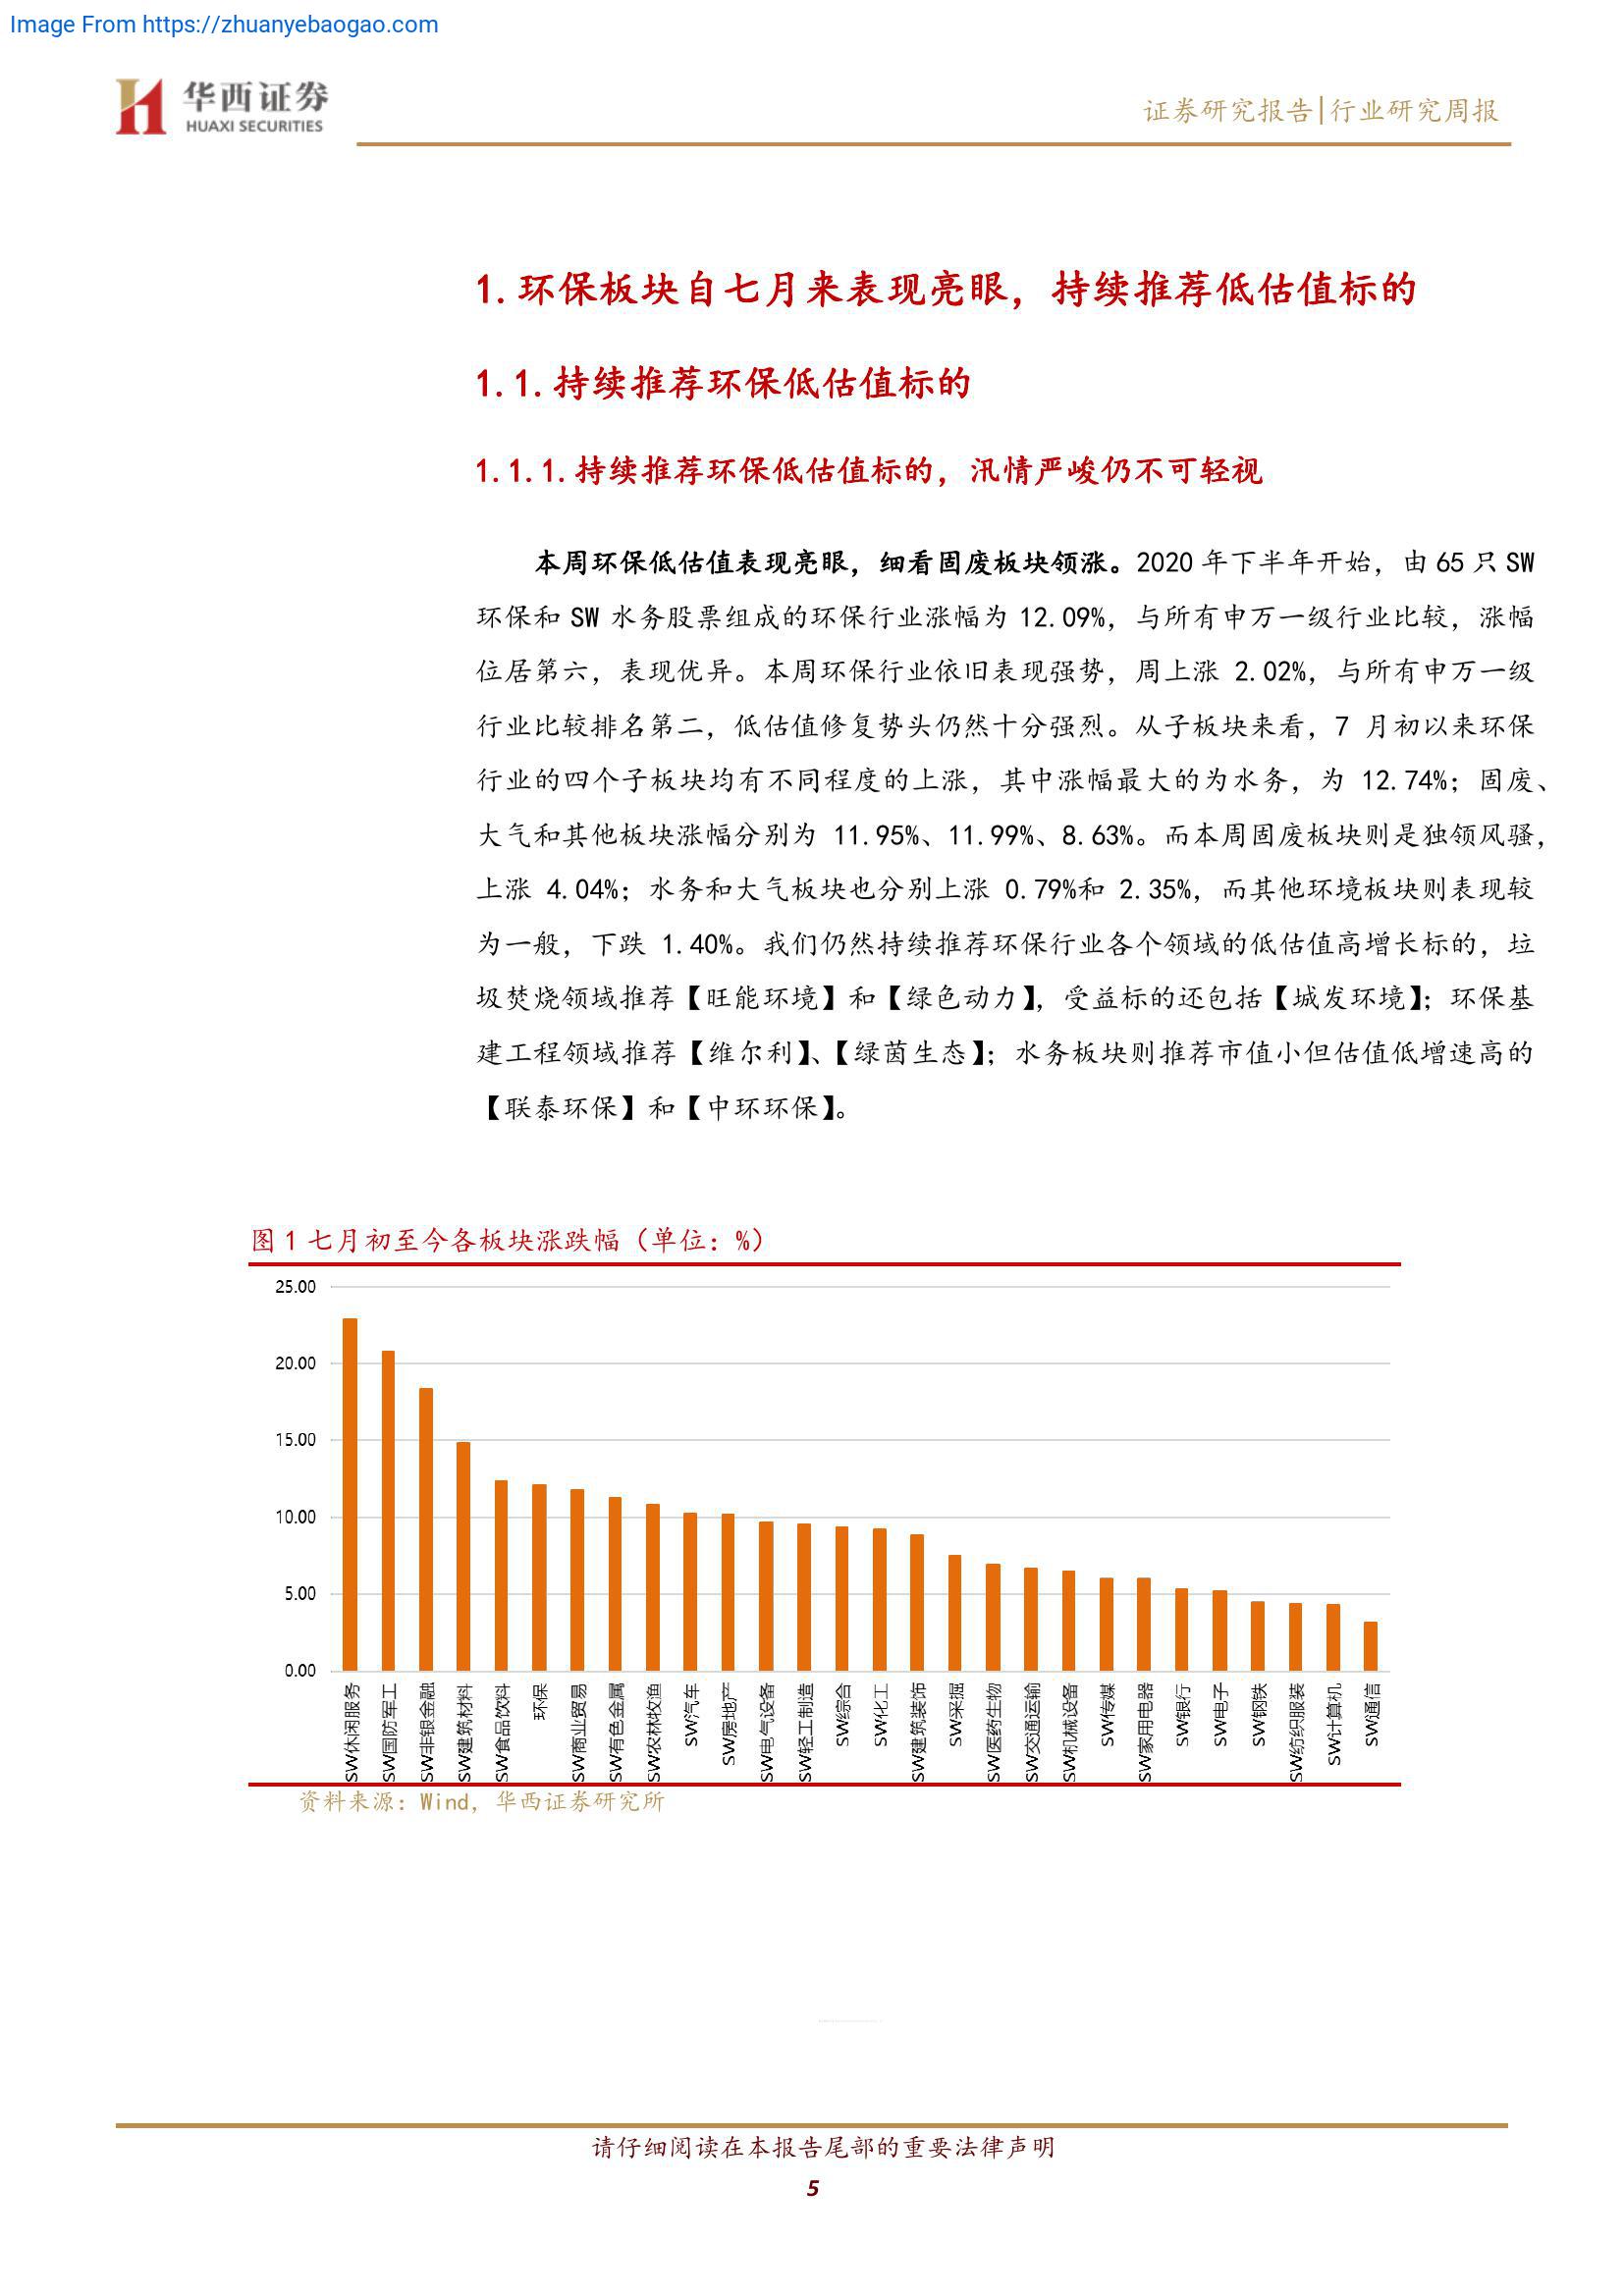 Image From https://zhuanyebaogao.com
华西证券
HUAXI SECURITIES
证券研究报告|行业研究周报
1.环保板块自七月来表现亮眼，持续推荐低估值标的
1.1.持续推荐环保低估值标的
1.1.1.持续推荐环保低估值标的，汛情严峻仍不可轻视
本周环保低估值表现亮眼，细看固废板块领涨。2020 年下半年开始，由 65 只 SW
环保和 SW 水务股票组成的环保行业涨幅为 12.09%，与所有申万一级行业比较，涨幅
位居第六，表现优异。本周环保行业依旧表现强势，周上涨 2.02%，与所有申万一级
行业比较排名第二，低估值修复势头仍然十分强烈。从子板块来看，7 月初以来环保
行业的四个子板块均有不同程度的上涨，其中涨幅最大的为水务，为 12.74%；固废、
大气和其他板块涨幅分别为 11.95%、11.99%、8.63%。而本周固废板块则是独领风骚，
上涨 4.04%；水务和大气板块也分别上涨 0.79%和 2.35%，而其他环境板块则表现较
为一般，下跌 1.40%。我们仍然持续推荐环保行业各个领域的低估值高增长标的，垃
圾焚烧领域推荐【旺能环境】和【绿色动力】，受益标的还包括【城发环境】；环保基
建工程领域推荐【维尔利】、【绿茵生态】；水务板块则推荐市值小但估值低增速高的
【联泰环保】和【中环环保】。
图 1 七月初至今各板块涨跌幅（单位：%）
25.00
20.00
15.00
10.00
5.00
0.00
SW休闲服务
SW国防军工
SW非银金融
SW建筑材料
SW食品饮料
环保
SW商业贸易
SW有色金属
SW农林牧渔
SW汽车
SW房地产
SW电气设备
SW轻工制造
SW综合
SW化工
SW建筑装饰
SW采掘
SW医药生物
SW交通运输
SW机械设备
SW传媒
SW家用电器
SW银行
SW电子
SW钢铁
SW纺织服装
SW计算机
SW通信
资料来源：Wind，华西证券研究所
请仔细阅读在本报告尾部的重要法律声明
5